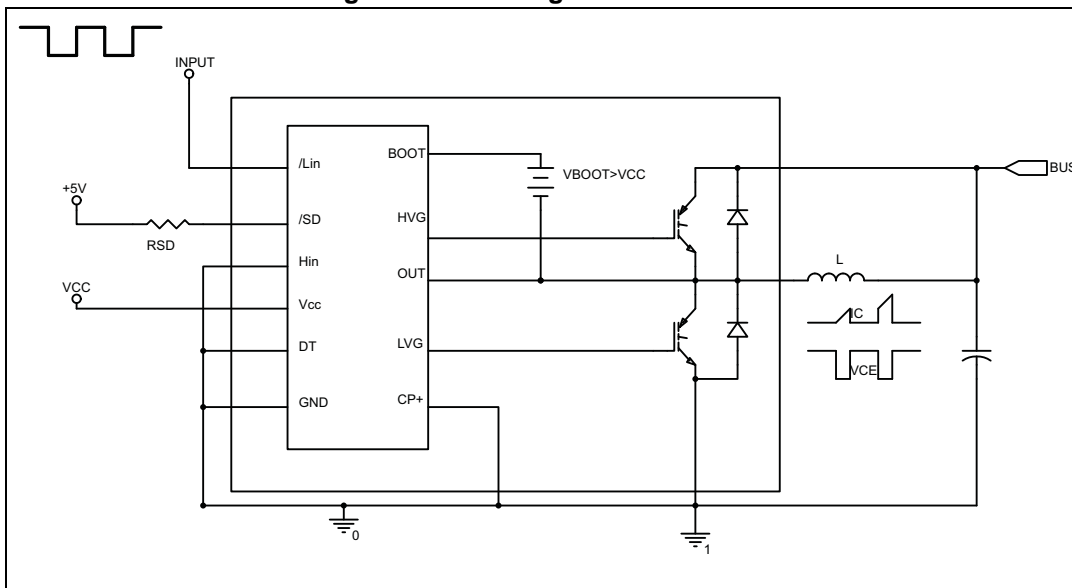 INPUT
/Lin
BOOT
VBOOT>VCC
BUS
+5V
/SD
RSD
HVG
Hin
OUT
L
VCC
Vcc
IC
DT
LVG
VCE
GND
CP+
0
1